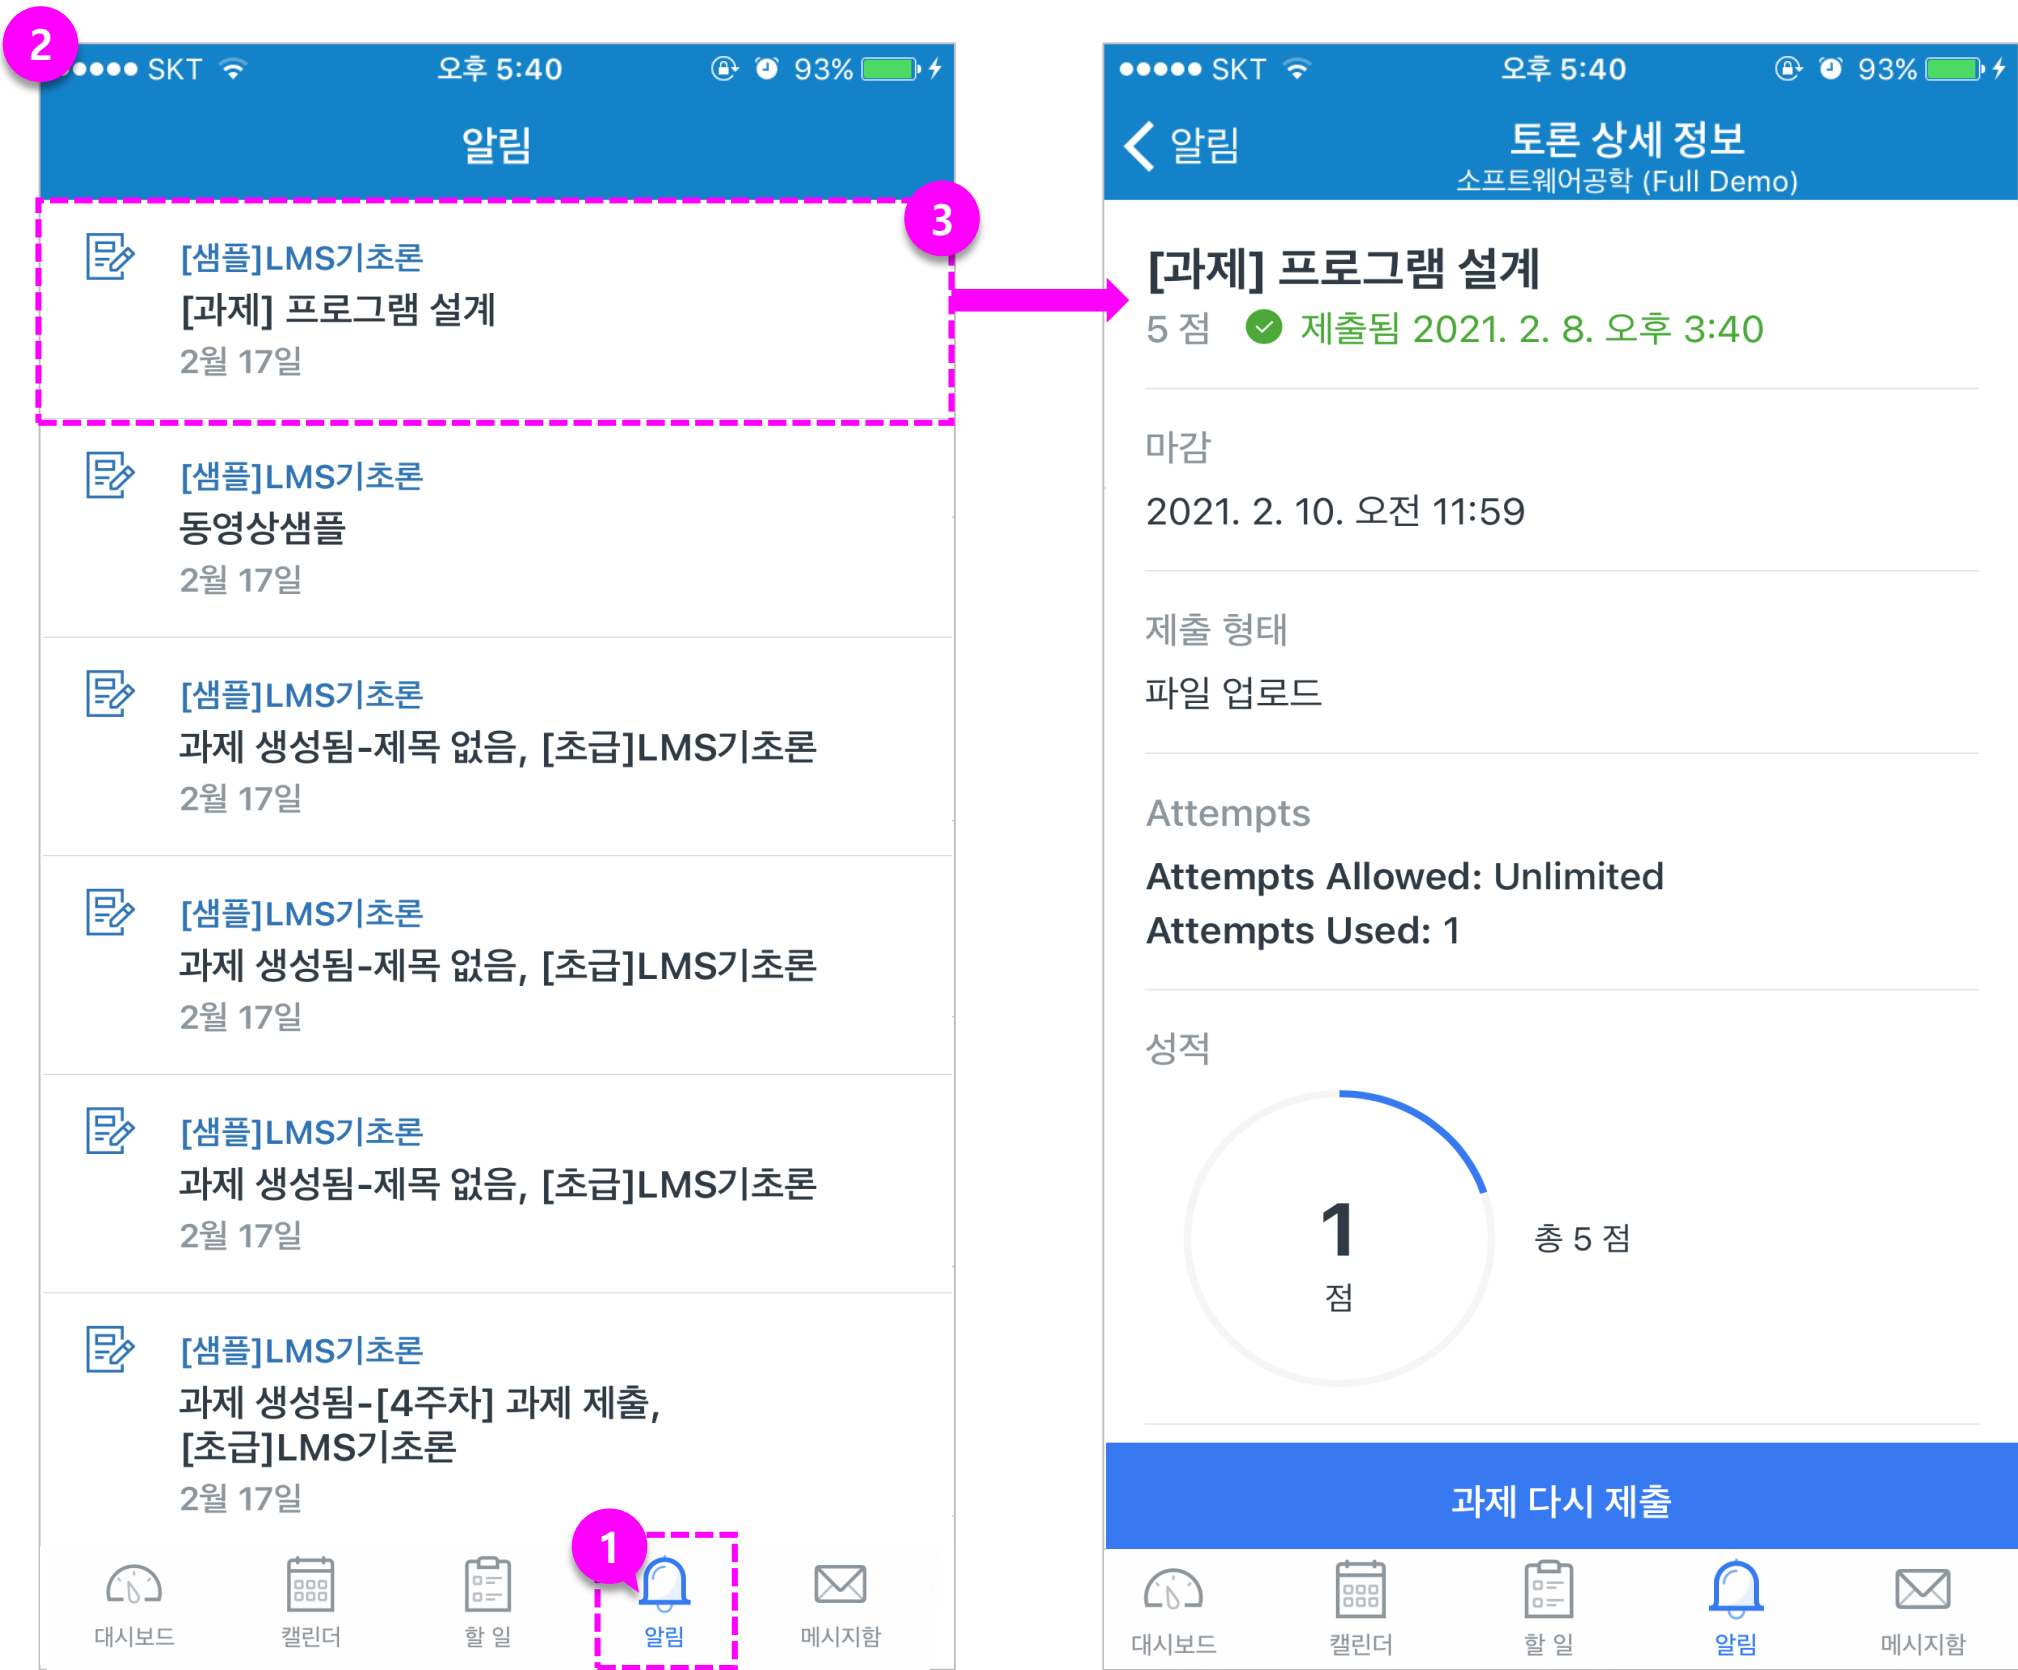 2
SKT 오후 5:40 93%
알림
3
[샘플]LMS기초론
[과제] 프로그램 설계
2월 17일
[샘플]LMS기초론
동영상샘플
2월 17일
[샘플]LMS기초론
과제 생성됨-제목 없음, [초급]LMS기초론
2월 17일
[샘플]LMS기초론
과제 생성됨-제목 없음, [초급]LMS기초론
2월 17일
[샘플]LMS기초론
과제 생성됨-제목 없음, [초급]LMS기초론
2월 17일
[샘플]LMS기초론
과제 생성됨-[4주차] 과제 제출,
[초급]LMS기초론
2월 17일
1
대시보드 캘린더 할 일 알림 메시지함
SKT 오후 5:40 93%
알림 토론 상세 정보
소프트웨어공학 (Full Demo)
[과제] 프로그램 설계
5 점 제출됨 2021. 2. 8. 오후 3:40
마감
2021. 2. 10. 오전 11:59
제출 형태
파일 업로드
Attempts
Attempts Allowed: Unlimited
Attempts Used: 1
성적
1
점
총 5 점
과제 다시 제출
대시보드 캘린더 할 일 알림 메시지함